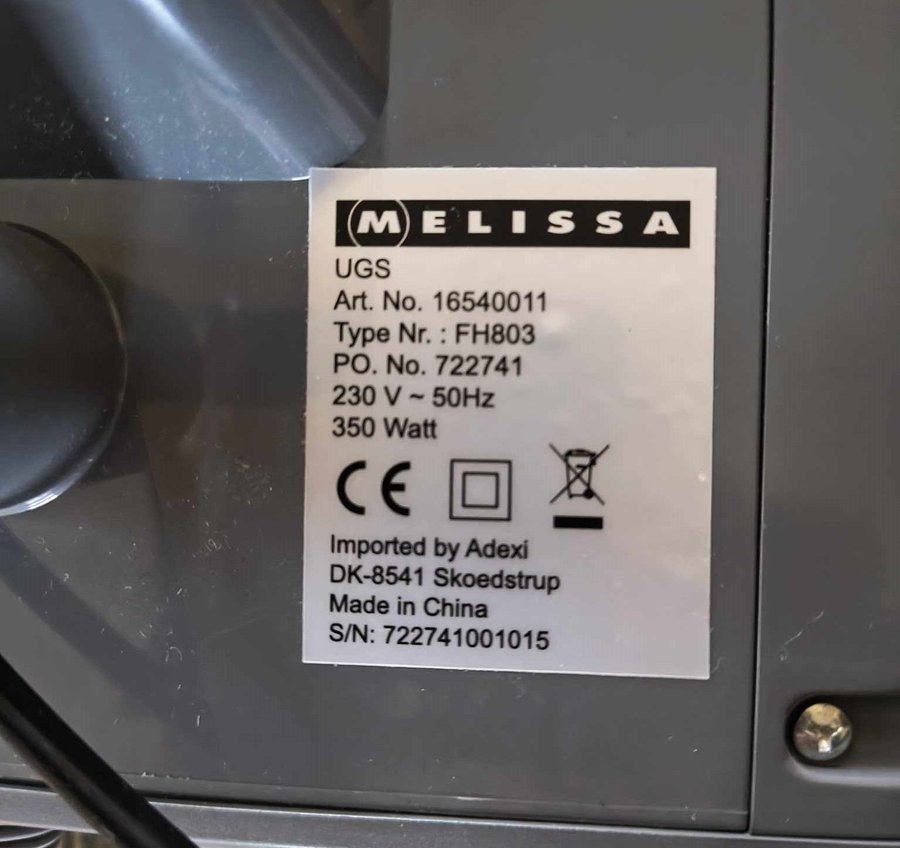 MELISSA
UGS
Art. No. 16540011
Type Nr. : FH803
PO. No. 722741
230 V ~ 50Hz
350 Watt
CE
Imported by Adexi
DK-8541 Skoedstrup
Made in China
S/N: 722741001015